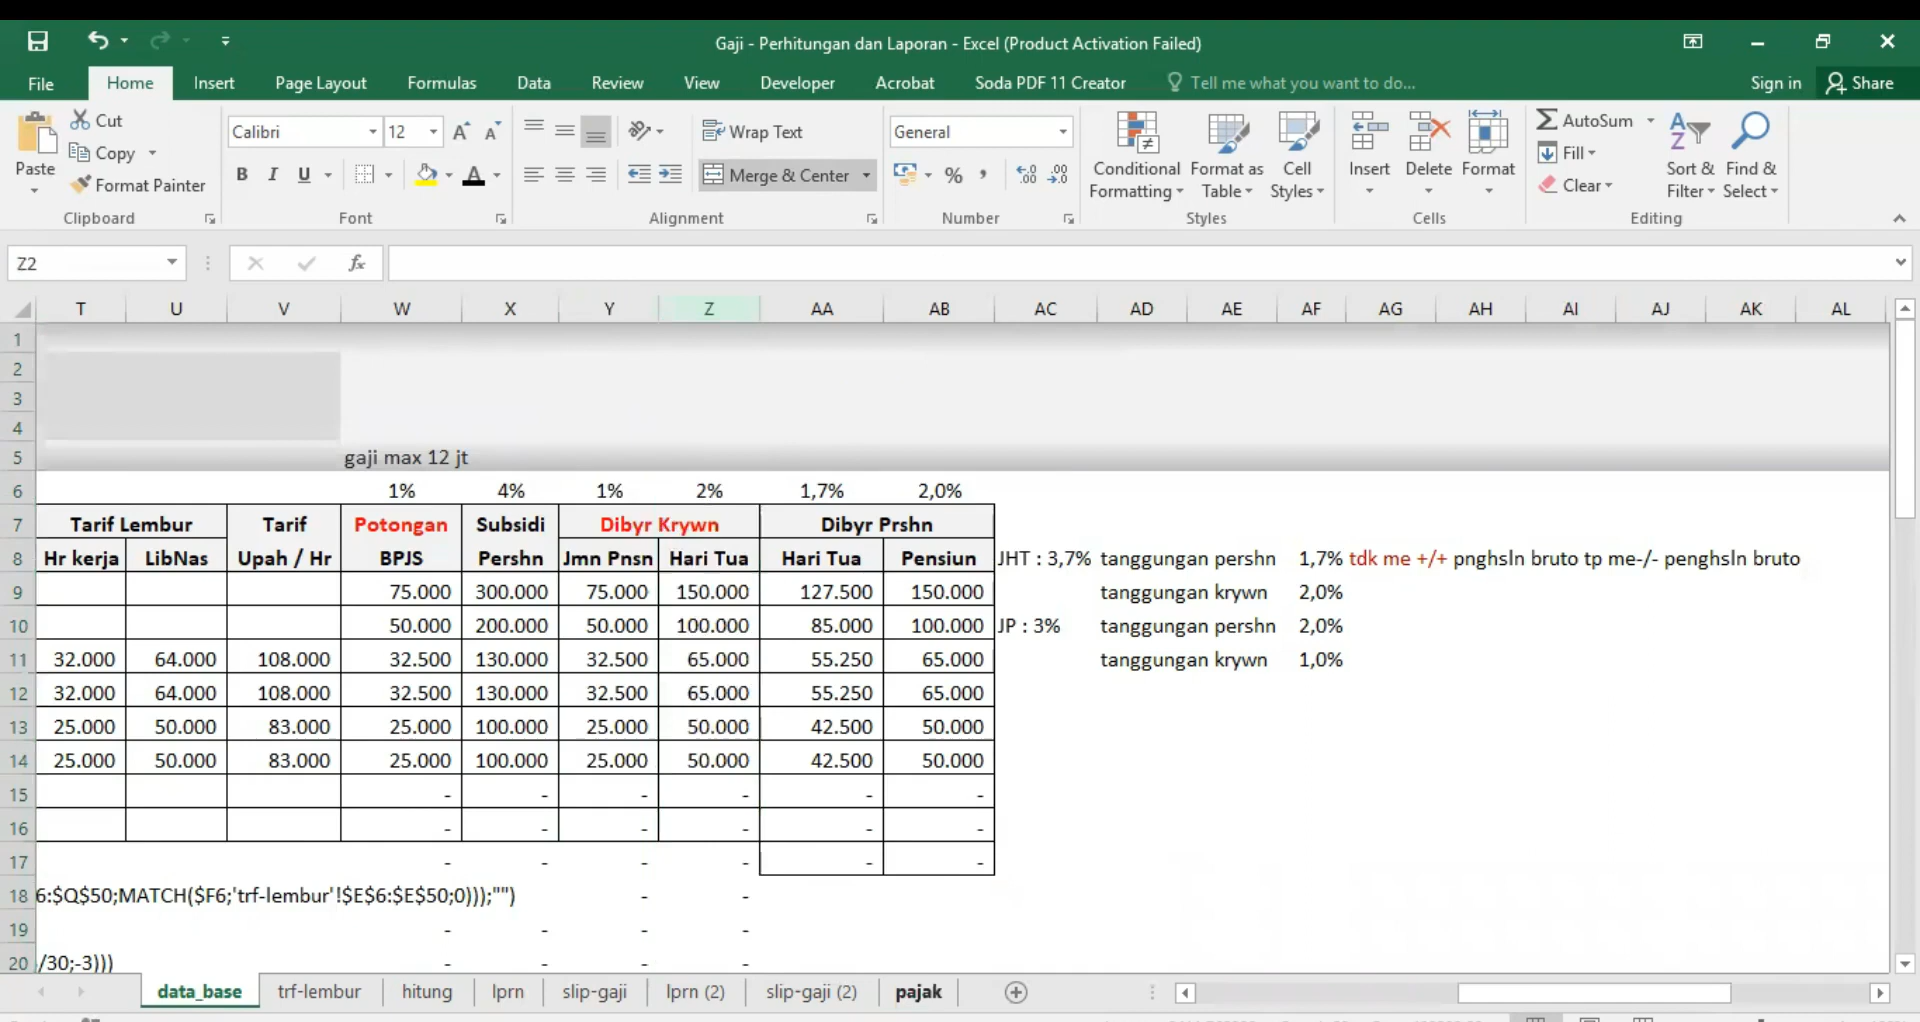 Gaji - Perhitungan dan Laporan - Excel (Product Activation Failed)
File Home Insert Page Layout Formulas Data Review View Developer Acrobat Soda PDF 11 Creator Tell me what you want to do... Sign in Share
Paste
Cut
Copy
Format Painter
Clipboard
Calibri 12
B I U
Font
Wrap Text
Merge & Center
Alignment
General
%
Number
Conditional Formatting
Format as Table
Cell Styles
Styles
Insert Delete Format
Cells
AutoSum
Fill
Clear
Sort & Filter
Find & Select
Editing
Z2 fx
T U V W X Y Z AA AB AC AD AE AF AG AH AI AJ AK AL
1
2
3
4
5 gaji max 12 jt
6 1% 4% 1% 2% 1,7% 2,0%
7 Tarif Lembur Tarif Potongan Subsidi Dibyr Krywn Dibyr Prshn
8 Hr kerja LibNas Upah / Hr BPJS Pershn Jmn Pnsn Hari Tua Hari Tua Pensiun JHT : 3,7% tanggungan pershn 1,7% tdk me +/+ pnghsln bruto tp me-/- penghsln bruto
9 75.000 300.000 75.000 150.000 127.500 150.000 tanggungan krywn 2,0%
10 50.000 200.000 50.000 100.000 85.000 100.000 JP : 3% tanggungan pershn 2,0%
11 32.000 64.000 108.000 32.500 130.000 32.500 65.000 55.250 65.000 tanggungan krywn 1,0%
12 32.000 64.000 108.000 32.500 130.000 32.500 65.000 55.250 65.000
13 25.000 50.000 83.000 25.000 100.000 25.000 50.000 42.500 50.000
14 25.000 50.000 83.000 25.000 100.000 25.000 50.000 42.500 50.000
15 - - - - - -
16 - - - - - -
17 - - - - - -
18 6:$Q$50;MATCH($F6;'trf-lembur'!$E$6:$E$50;0)));"") - -
19 - - - -
20 /30;-3))) - - - -
data_base trf-lembur hitung lprn slip-gaji lprn (2) slip-gaji (2) pajak